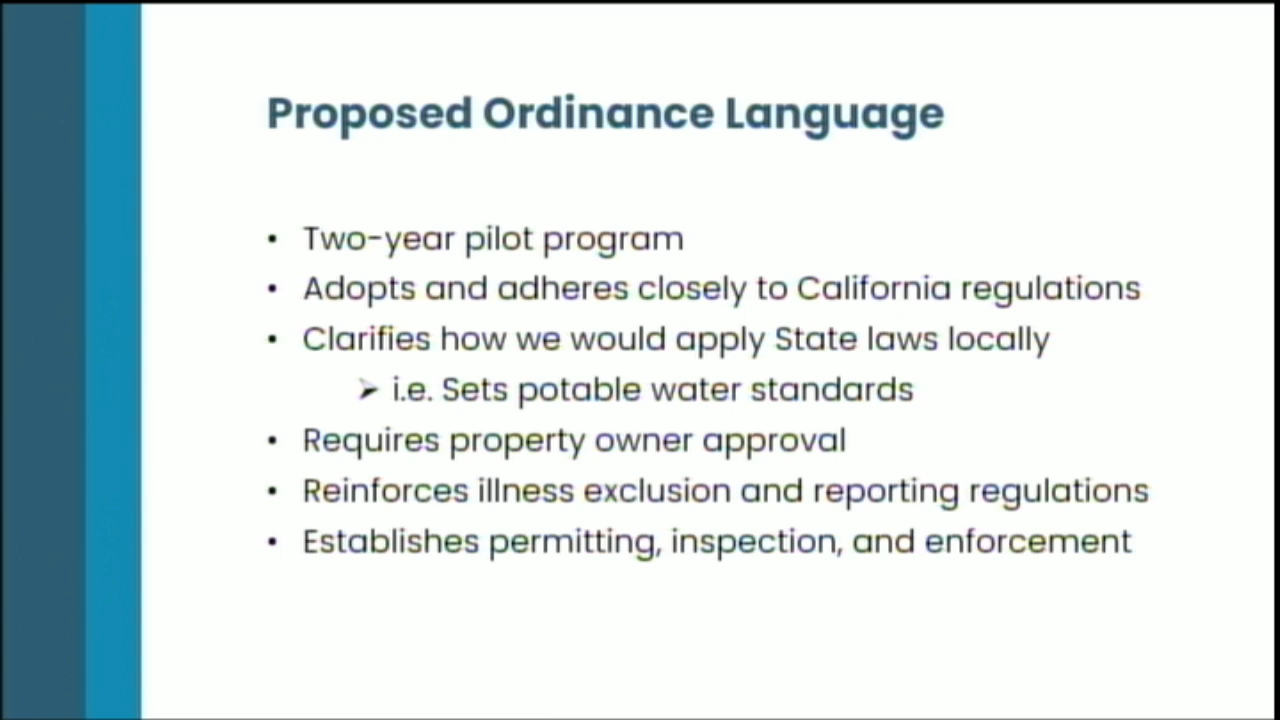 Proposed Ordinance Language
• Two-year pilot program
• Adopts and adheres closely to California regulations
• Clarifies how we would apply State laws locally
➢ i.e. Sets potable water standards
• Requires property owner approval
• Reinforces illness exclusion and reporting regulations
• Establishes permitting, inspection, and enforcement